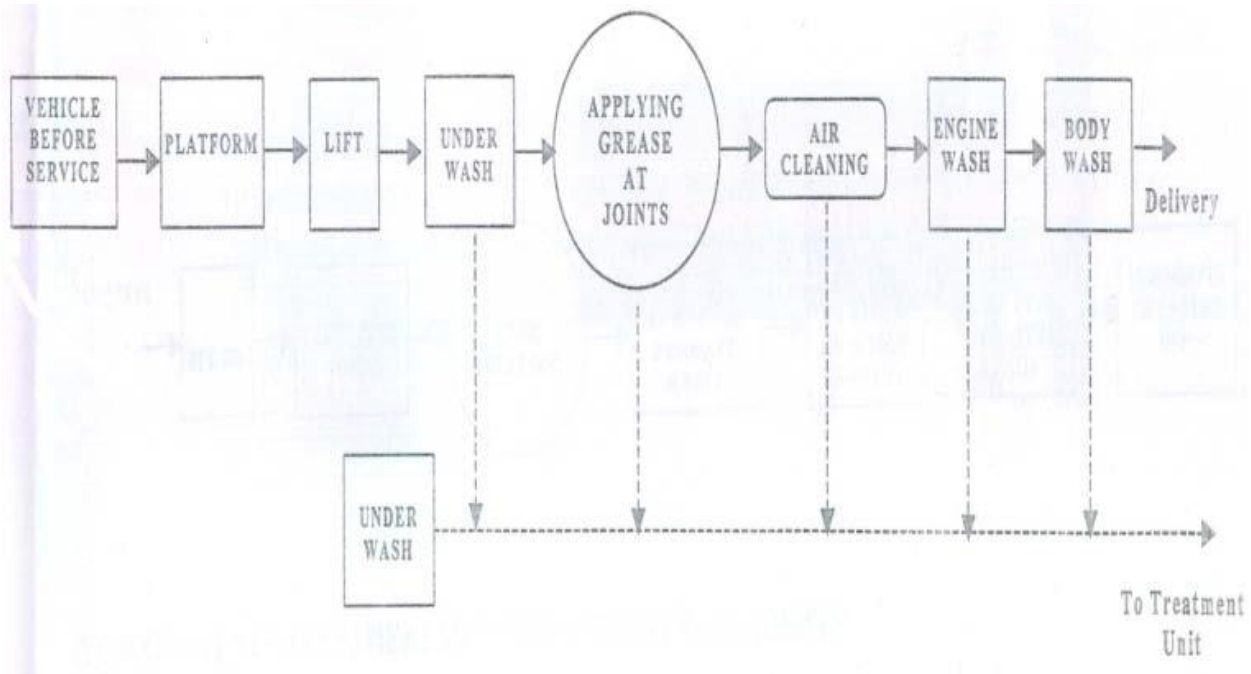 VEHICLE
BEFORE
SERVICE
PLATFORM
LIFT
UNDER
WASH
APPLYING
GREASE
AT
JOINTS
AIR
CLEANING
ENGINE
WASH
BODY
WASH
Delivery
UNDER
WASH
To Treatment
Unit